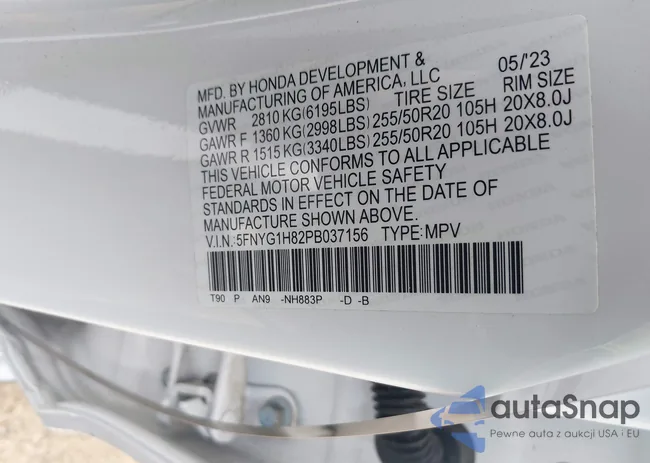 MFD. BY HONDA DEVELOPMENT & 05/'23
MANUFACTURING OF AMERICA, LLC
GVWR 2810 KG(6195LBS) TIRE SIZE RIM SIZE
GAWR F 1360 KG(2998LBS) 255/50R20 105H 20X8.0J
GAWR R 1515 KG(3340LBS) 255/50R20 105H 20X8.0J
THIS VEHICLE CONFORMS TO ALL APPLICABLE
FEDERAL MOTOR VEHICLE SAFETY
STANDARDS IN EFFECT ON THE DATE OF
MANUFACTURE SHOWN ABOVE.
V.I.N.:5FNYG1H82PB037156 TYPE:MPV
T90 P AN9 -NH883P -D -B
autaSnap
Pewne auta z aukcji USA i EU